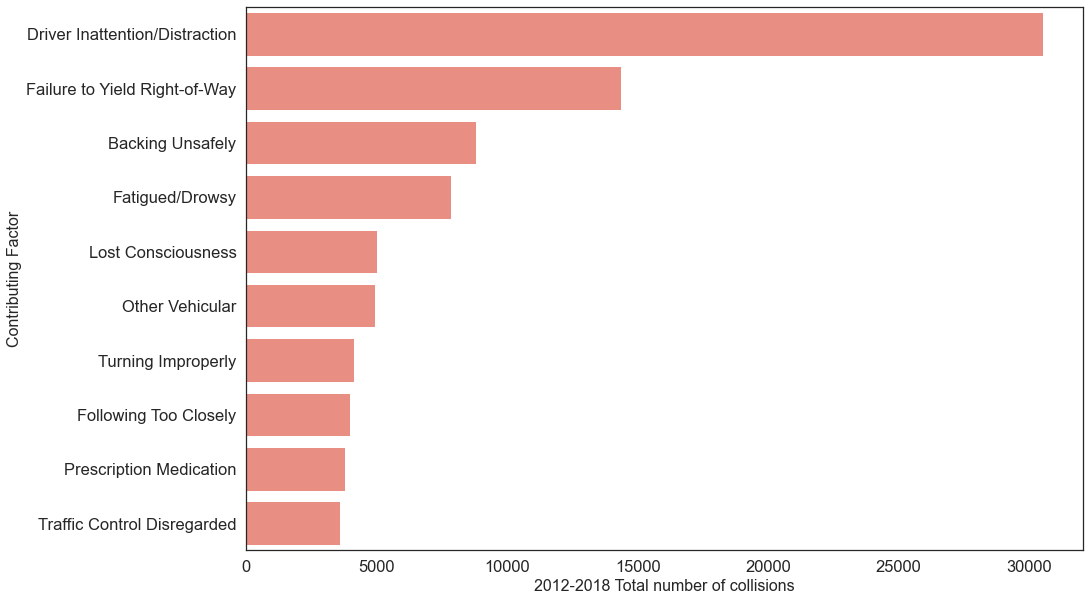 Driver Inattention/Distraction
Failure to Yield Right-of-Way
Backing Unsafely
Fatigued/Drowsy
Lost Consciousness
Other Vehicular
Turning Improperly
Following Too Closely
Prescription Medication
Traffic Control Disregarded
Contributing Factor
0 5000 10000 15000 20000 25000 30000
2012-2018 Total number of collisions